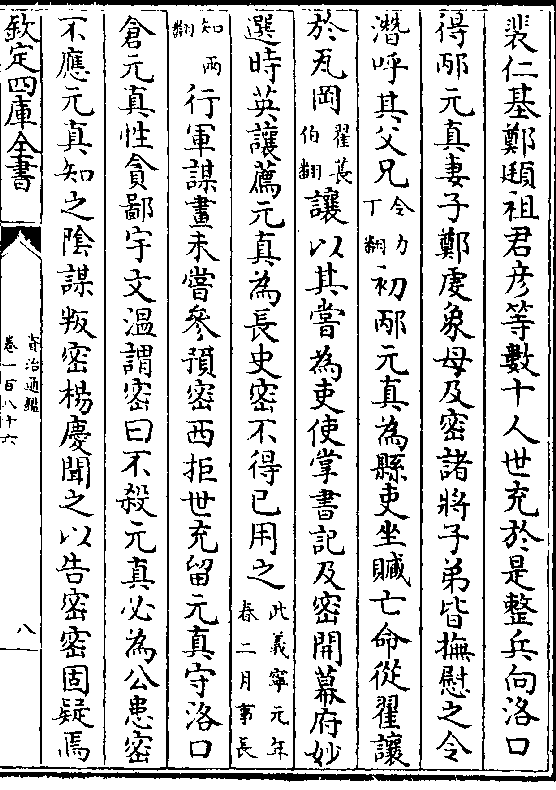 裴仁基鄭頲祖君彦等數十人世充於是整兵向洛口
得邴元真妻子鄭虔象母及密諸將子弟皆撫慰之令
潜呼其父兄令力丁翻初邴元真為縣吏坐贓亡命從翟讓
於瓦岡翟萇伯翻讓以其嘗為吏使掌書記及密開幕府妙
選時英讓薦元真為長史密不得已用之此義寧元年春二月事長
知兩翻行軍謀畫未嘗參預密西拒世充留元真守洛口
倉元真性貪鄙宇文温謂密曰不殺元真必為公患密
不應元真知之隂謀叛密楊慶聞之以告密密固疑焉
欽定四庫全書
資治通鑑
卷一百八十六
八